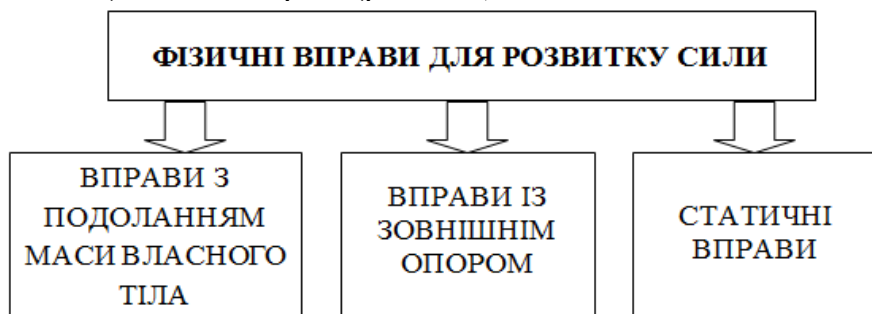 ФІЗИЧНІ ВПРАВИ ДЛЯ РОЗВИТКУ СИЛИ
ВПРАВИ З
ПОДОЛАННЯМ
МАСИ ВЛАСНОГО
ТІЛА
ВПРАВИ ІЗ
ЗОВНІШНІМ
ОПОРОМ
СТАТИЧНІ
ВПРАВИ